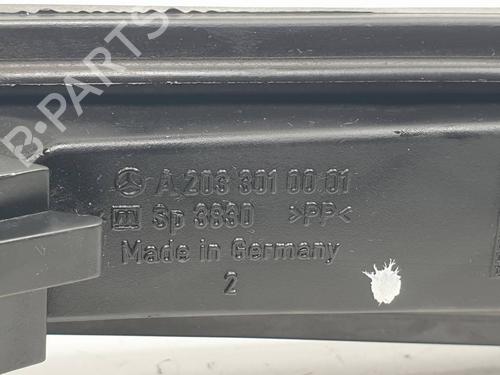 B-PARTS
A 203 301 00 01
m Sp 3830 >PP<
Made in Germany
2